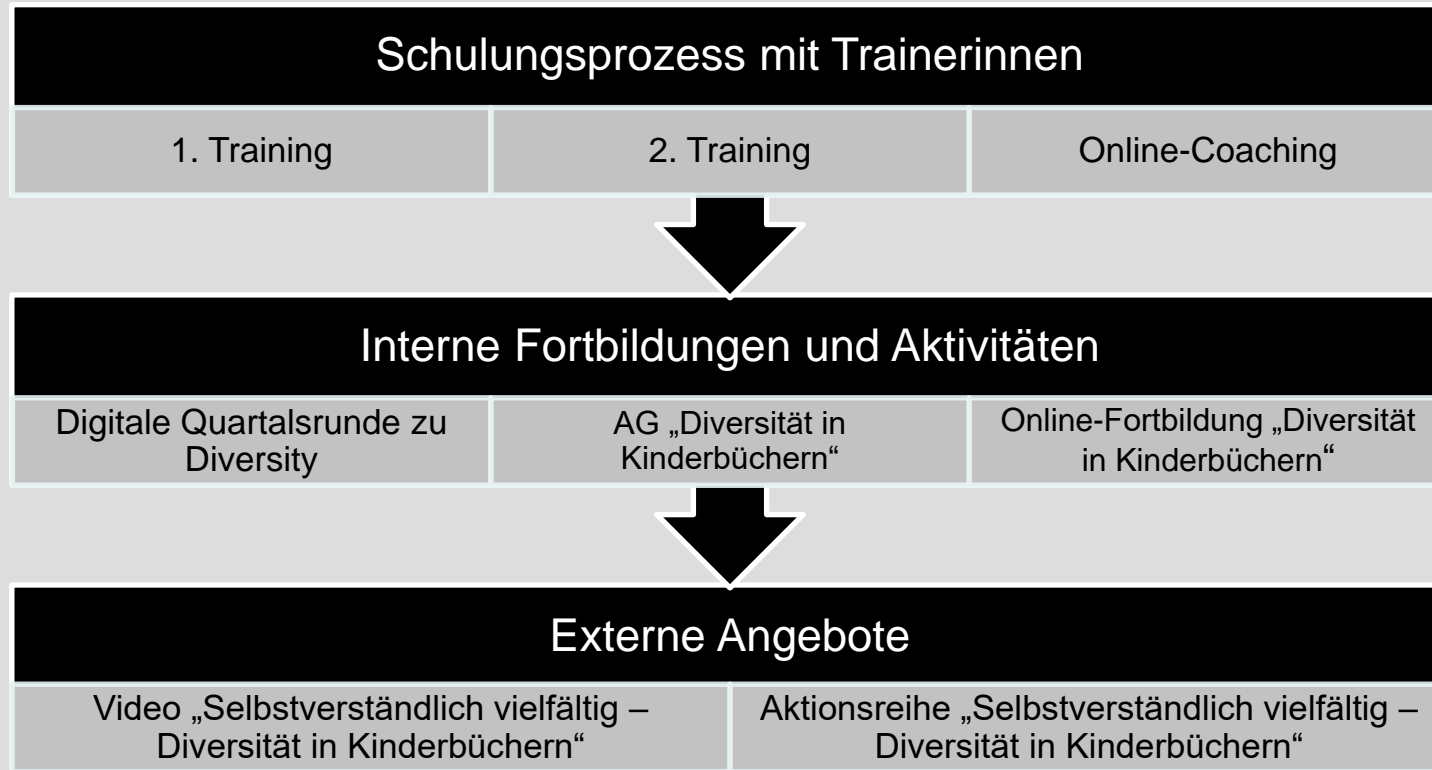 Schulungsprozess mit Trainerinnen
1. Training
2. Training
Online-Coaching
Interne Fortbildungen und Aktivitäten
Digitale Quartalsrunde zu
Diversity
AG „Diversität in
Kinderbüchern“
Online-Fortbildung „Diversität
in Kinderbüchern“
Externe Angebote
Video „Selbstverständlich vielfältig –
Diversität in Kinderbüchern“
Aktionsreihe „Selbstverständlich vielfältig –
Diversität in Kinderbüchern“